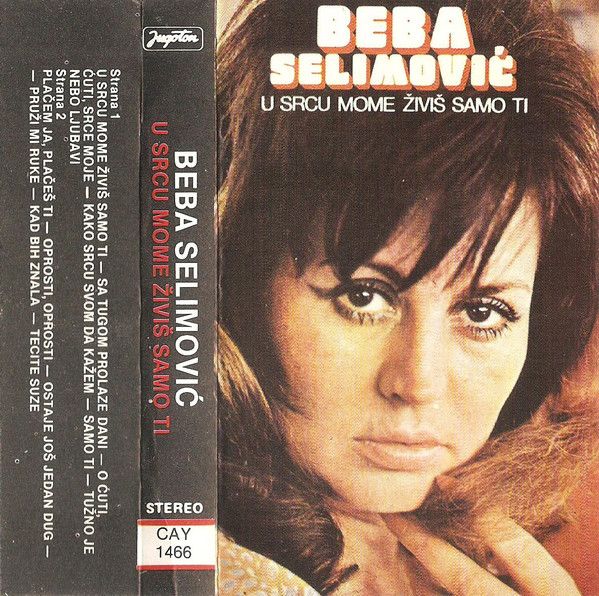 Strana 1
U SRCU MOME ŽIVIŠ SAMO TI — SA TUGOM PROLAZE DANI — O ĆUTI,
ĆUTI, SRCE MOJE — KAKO SRCU SVOM DA KAŽEM — SAMO TI — TUŽNO JE
NEBO LJUBAVI
Strana 2
PLAČEM JA, PLAČEŠ TI — OPROSTI, OPROSTI — OSTAJE JOŠ JEDAN DUG —
— PRUŽI MI RUKE — KAD BIH ZNALA — TECITE SUZE
Jugoton
BEBA SELIMOVIĆ
U SRCU MOME ŽIVIŠ SAMO TI
STEREO
CAY
1466
BEBA
SELIMOVIĆ
U SRCU MOME ŽIVIŠ SAMO TI